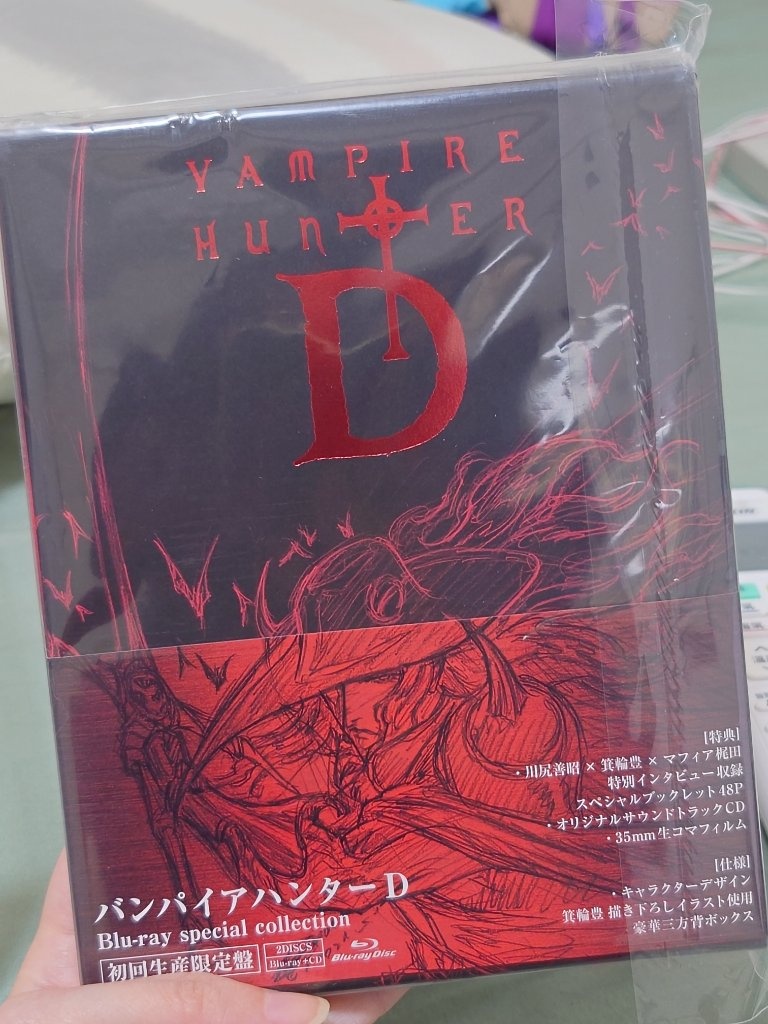 VAMPIRE
HUNTER
D
[特典]
・川尻善昭 × 箕輪豊 × マフィア梶田
特別インタビュー収録
スペシャルブックレット48P
・オリジナルサウンドトラックCD
・35mm生コマフィルム
[仕様]
・キャラクターデザイン
箕輪豊 描き下ろしイラスト使用
豪華三方背ボックス
バンパイアハンターD
Blu-ray special collection
初回生産限定盤
2DISCS
Blu-ray+CD
Blu-ray Disc